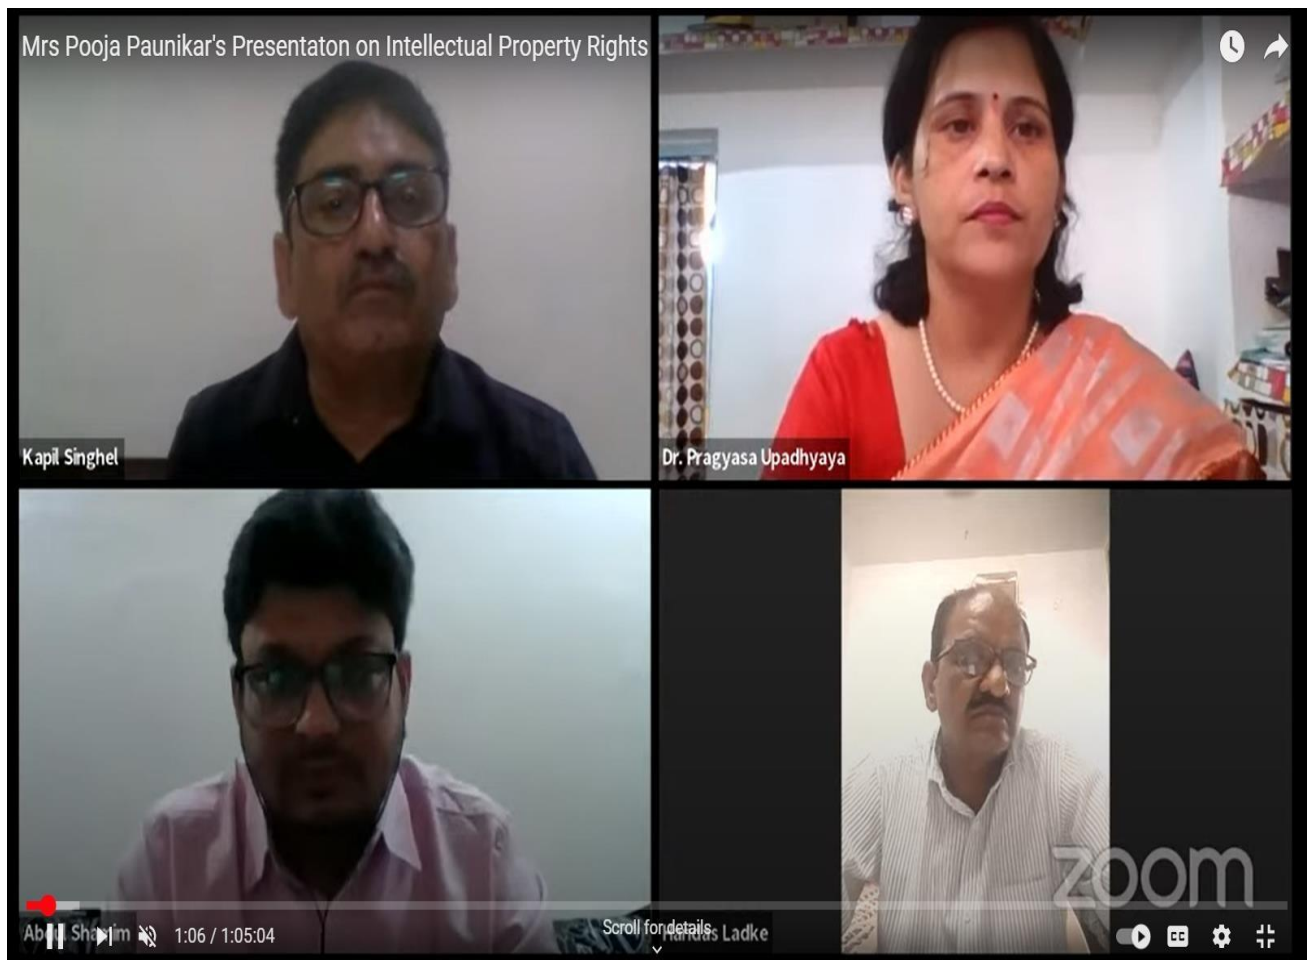 Mrs Pooja Paunikar's Presentaton on Intellectual Property Rights
Kapil Singhel
Dr. Pragyasa Upadhyaya
zoom
Scroll for details
Ladke
1:06 / 1:05:04
CC